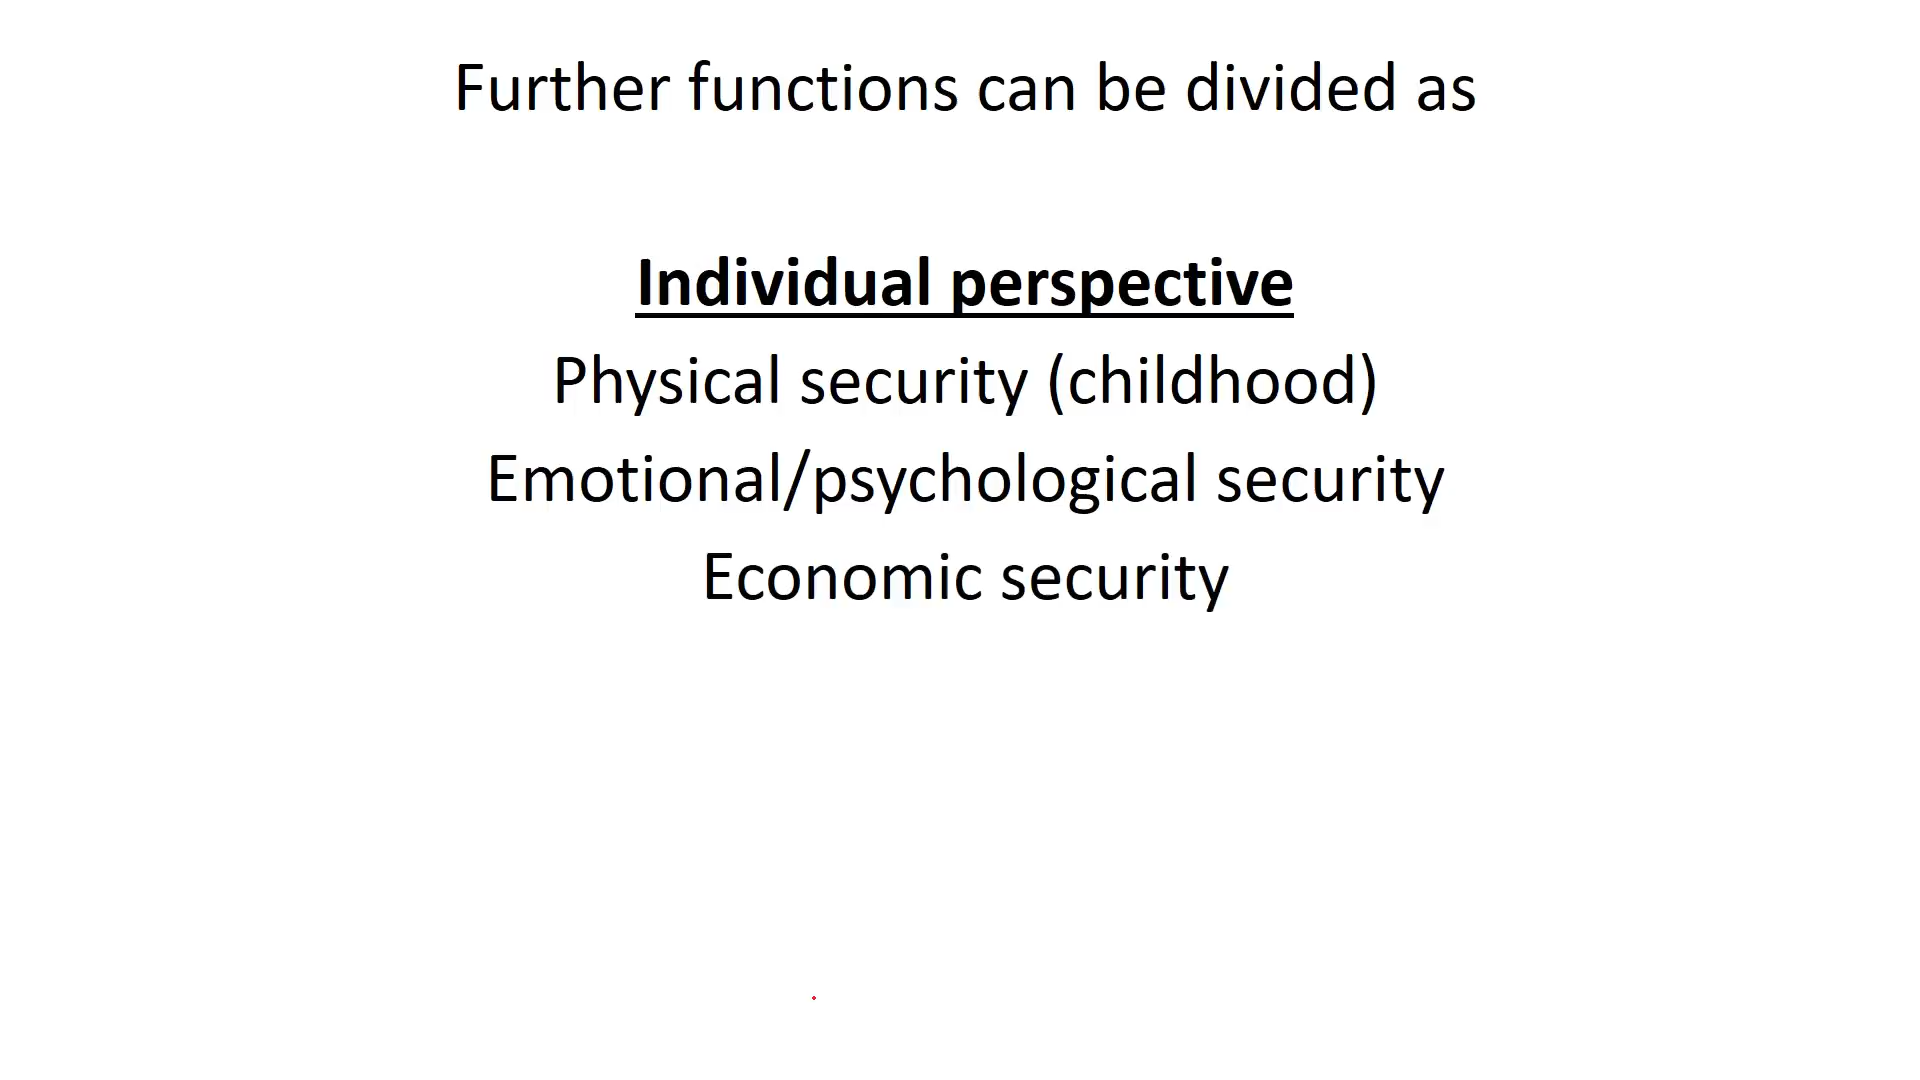 Further functions can be divided as
Individual perspective
Physical security (childhood)
Emotional/psychological security
Economic security